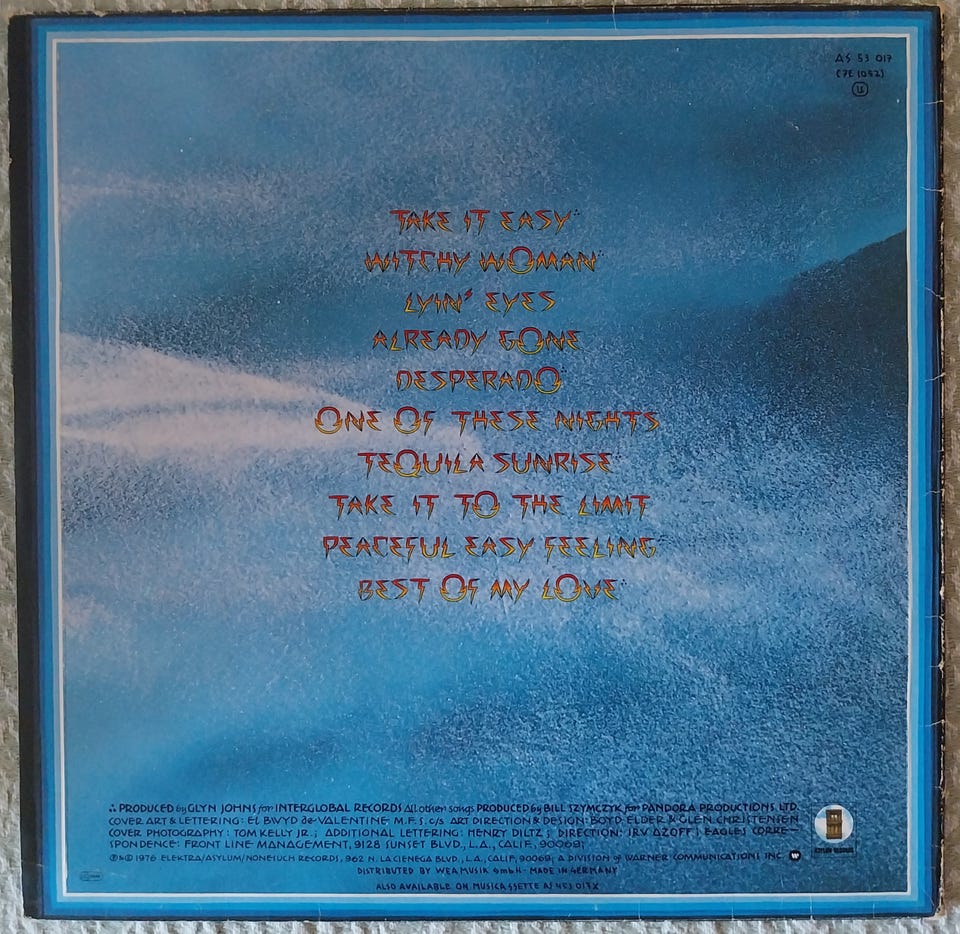 AS 53 017
(7E 1052)
U
TAKE IT EASY∴
WITCHY WOMAN∴
LYIN' EYES
ALREADY GONE
DESPERADO∴
ONE OF THESE NIGHTS
TEQUILA SUNRISE∴
TAKE IT TO THE LIMIT
PEACEFUL EASY FEELING∴
BEST OF MY LOVE∴
∴ PRODUCED by GLYN JOHNS for INTERGLOBAL RECORDS All other songs PRODUCED by BILL SZYMCZYK for PANDORA PRODUCTIONS, LTD.
COVER ART & LETTERING: El BWYD de VALENTINE M.F.S. c/s ART DIRECTION & DESIGN: BOYD ELDER & GLEN CHRISTENSEN
COVER PHOTOGRAPHY: TOM KELLY JR.; ADDITIONAL LETTERING: HENRY DILTZ; DIRECTION: IRV AZOFF; EAGLES CORRE-
SPONDENCE: FRONT LINE MANAGEMENT, 9128 SUNSET BLVD., L.A., CALIF. 90069;
℗&© 1976 ELEKTRA/ASYLUM/NONESUCH RECORDS, 962 N. LA CIENEGA BLVD., L.A., CALIF, 90069; A DIVISION OF WARNER COMMUNICATIONS INC.
DISTRIBUTED BY WEA MUSIK GmbH · MADE IN GERMANY
ALSO AVAILABLE ON MUSICASSETTE AS 453 017 X
ASYLUM RECORDS